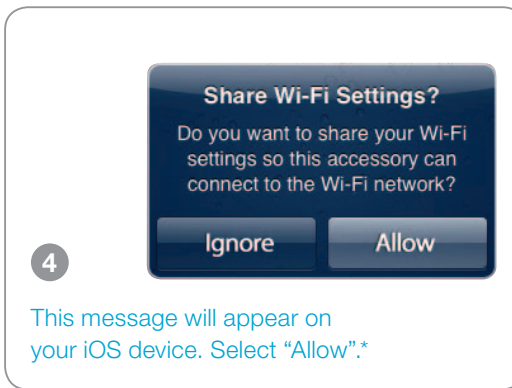 Share Wi-Fi Settings?
Do you want to share your Wi-Fi
settings so this accessory can
connect to the Wi-Fi network?
Ignore
Allow
4
This message will appear on
your iOS device. Select “Allow”.*